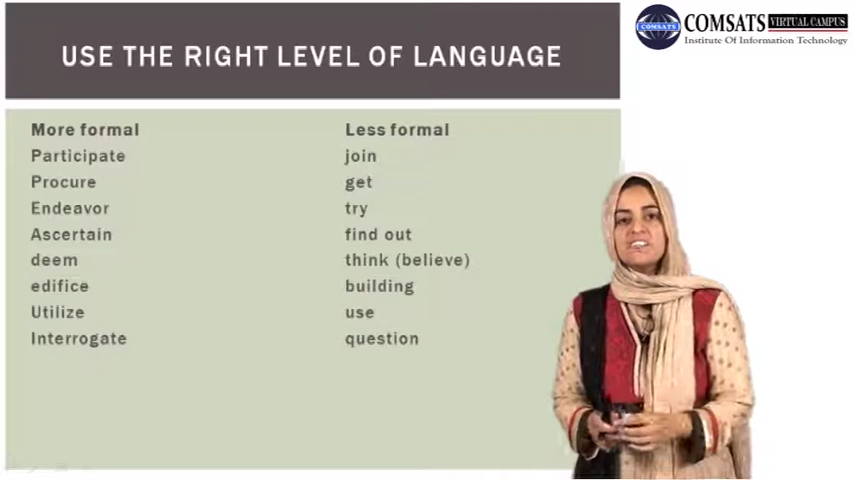 USE THE RIGHT LEVEL OF LANGUAGE
COMSATS VIRTUAL CAMPUS
Institute Of Information Technology
COMSATS
More formal Less formal
Participate join
Procure get
Endeavor try
Ascertain find out
deem think (believe)
edifice building
Utilize use
Interrogate question